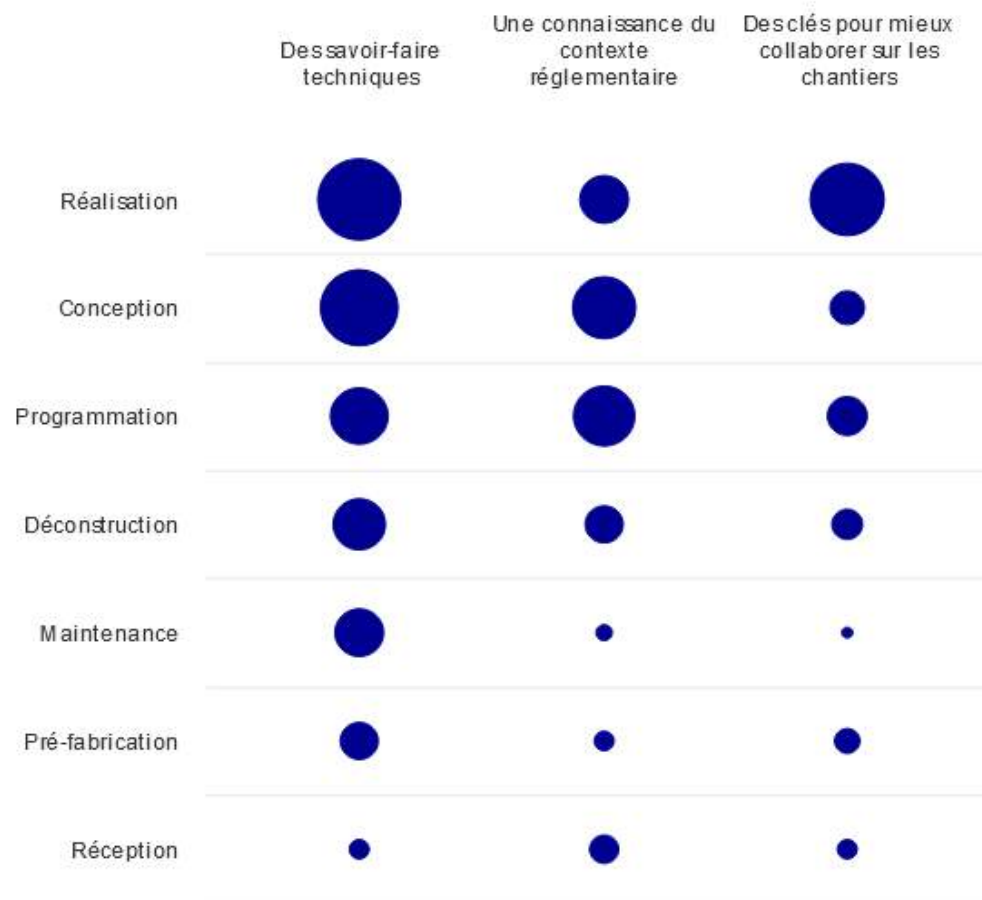 Des savoir-faire
techniques
Une connaissance du
contexte
réglementaire
Des clés pour mieux
collaborer sur les
chantiers
Réalisation
Conception
Programmation
Déconstruction
Maintenance
Pré-fabrication
Réception